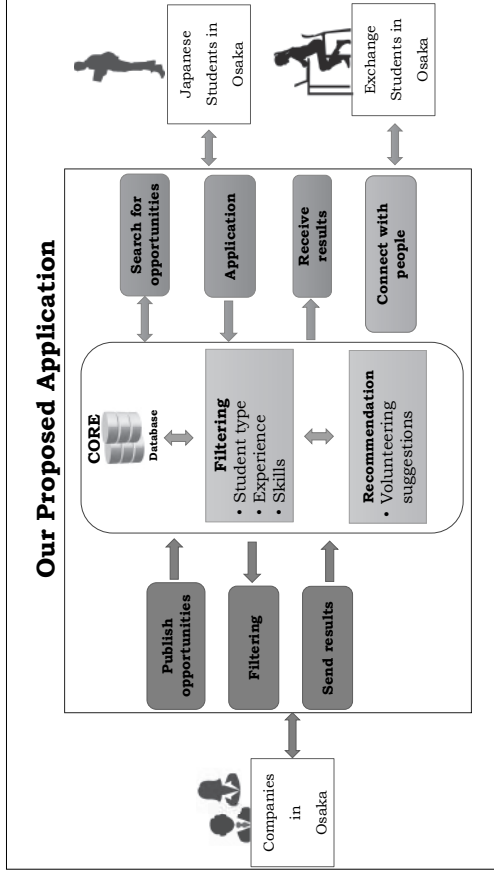 Our Proposed Application
Companies
in
Osaka
Publish
opportunities
Filtering
Send results
CORE
Database
Filtering
• Student type
• Experience
• Skills
Recommendation
• Volunteering
suggestions
Search for
opportunities
Application
Receive
results
Connect with
people
Japanese
Students in
Osaka
Exchange
Students in
Osaka